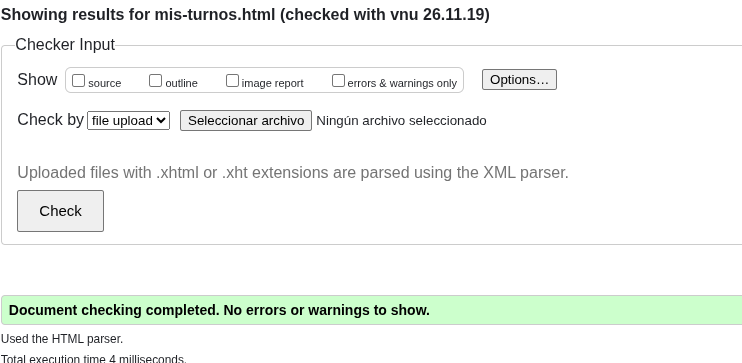 Showing results for mis-turnos.html (checked with vnu 26.11.19)
Checker Input
Show source outline image report errors & warnings only Options...
Check by file upload Seleccionar archivo Ningún archivo seleccionado
Uploaded files with .xhtml or .xht extensions are parsed using the XML parser.
Check
Document checking completed. No errors or warnings to show.
Used the HTML parser.
Total execution time 4 milliseconds.